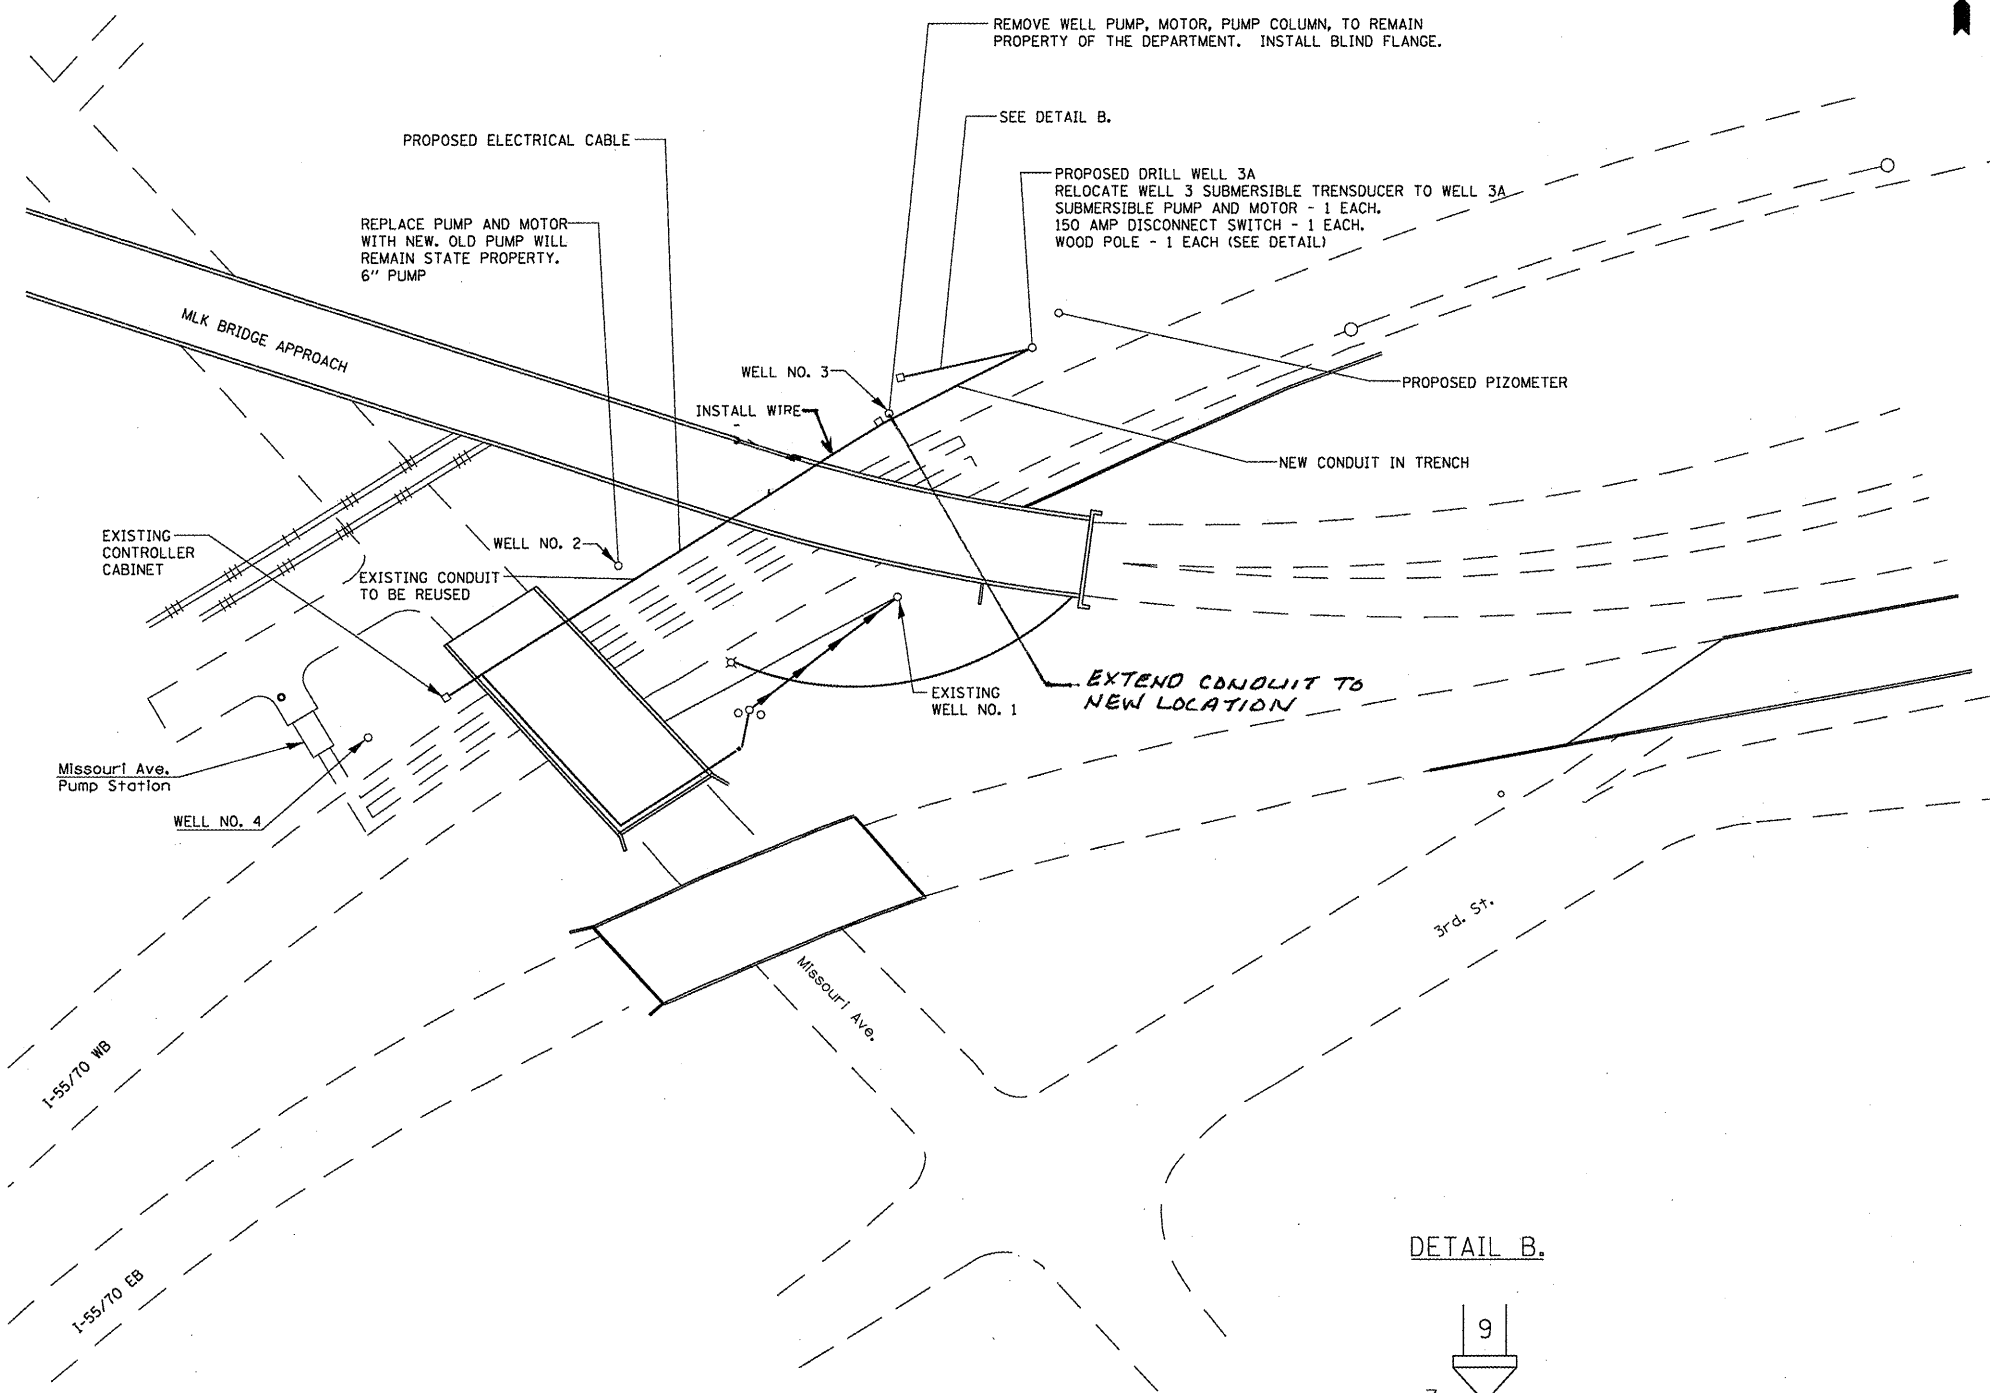 REMOVE WELL PUMP, MOTOR, PUMP COLUMN, TO REMAIN
PROPERTY OF THE DEPARTMENT. INSTALL BLIND FLANGE.
SEE DETAIL B.
PROPOSED ELECTRICAL CABLE
PROPOSED DRILL WELL 3A
RELOCATE WELL 3 SUBMERSIBLE TRENSDUCER TO WELL 3A
SUBMERSIBLE PUMP AND MOTOR - 1 EACH.
150 AMP DISCONNECT SWITCH - 1 EACH.
WOOD POLE - 1 EACH (SEE DETAIL)
REPLACE PUMP AND MOTOR
WITH NEW. OLD PUMP WILL
REMAIN STATE PROPERTY.
6" PUMP
MLK BRIDGE APPROACH
WELL NO. 3
PROPOSED PIZOMETER
INSTALL WIRE
NEW CONDUIT IN TRENCH
EXISTING
CONTROLLER
CABINET
WELL NO. 2
EXISTING CONDUIT
TO BE REUSED
EXTEND CONDUIT TO
NEW LOCATION
EXISTING
WELL NO. 1
Missouri Ave.
Pump Station
WELL NO. 4
3rd. St.
Missouri Ave.
I-55/70 WB
I-55/70 EB
DETAIL B.
9